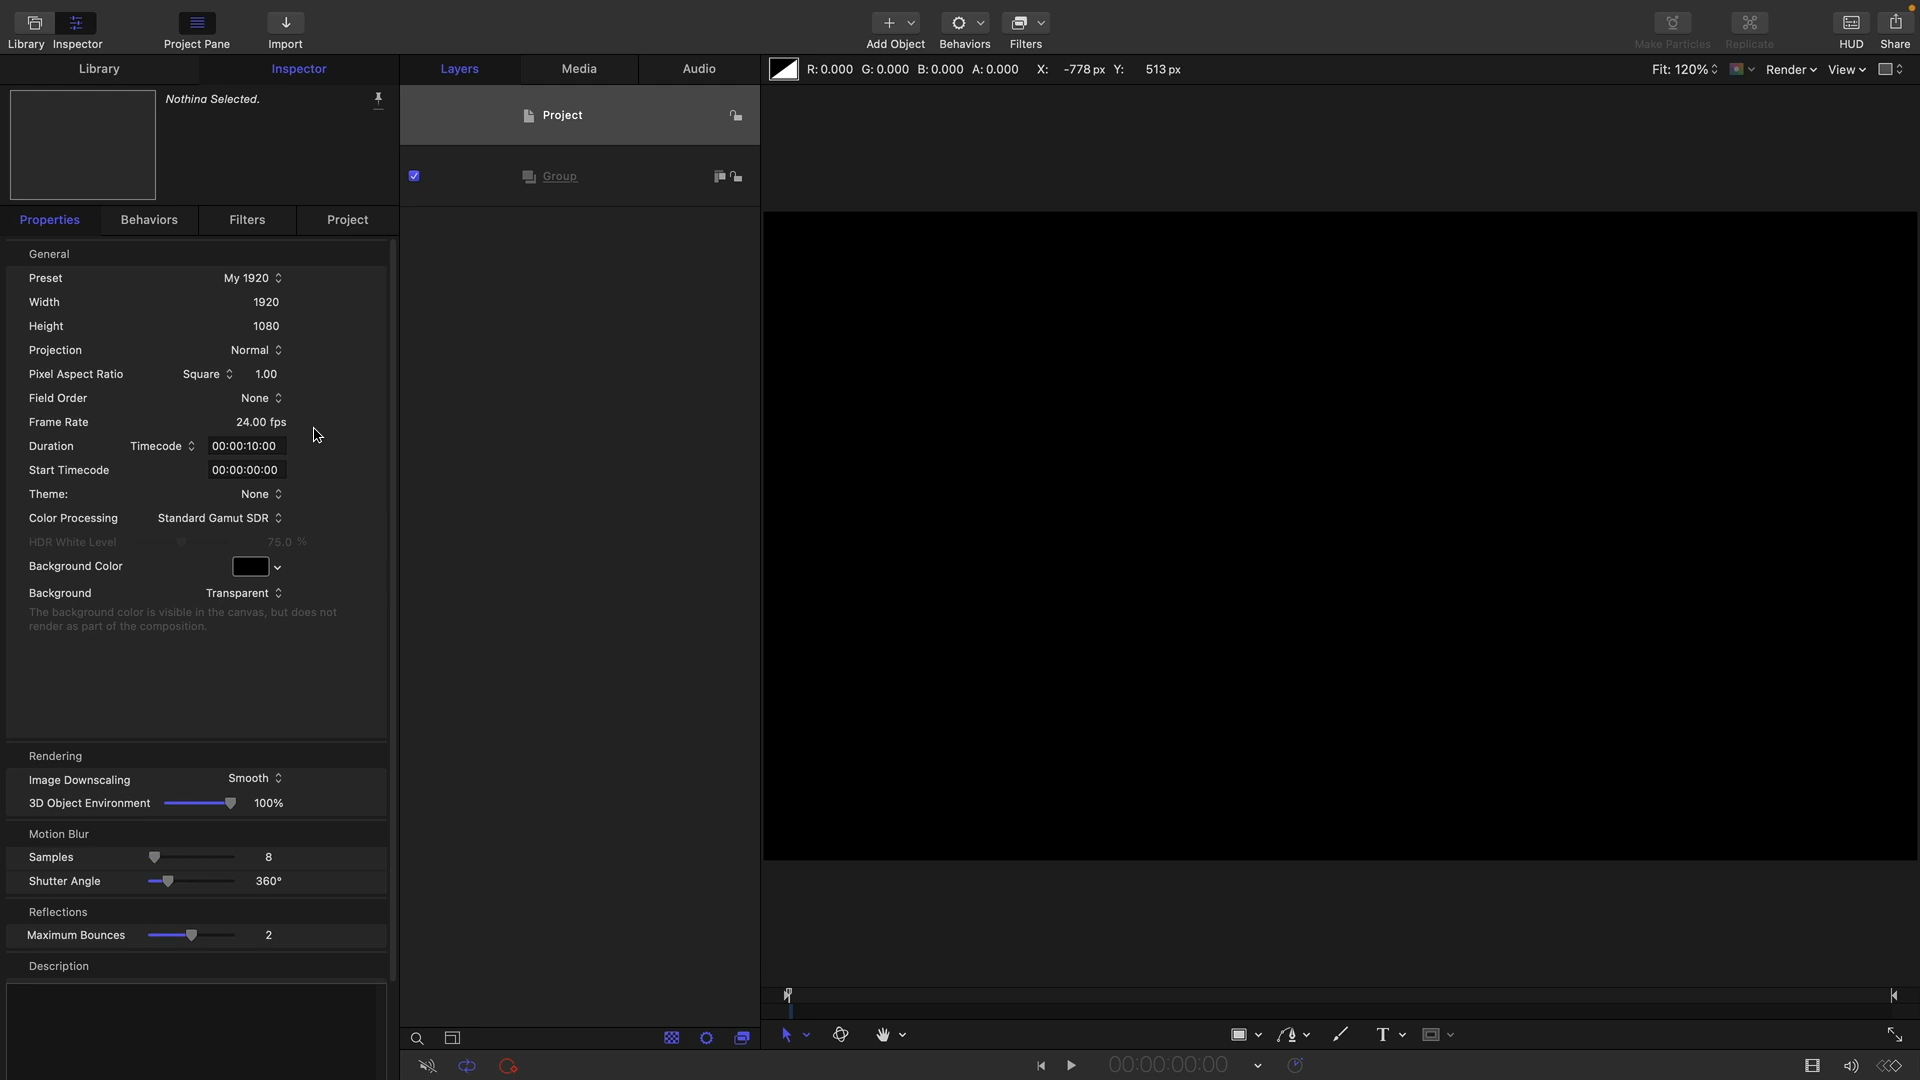 Library Inspector Project Pane Import Add Object Behaviors Filters Make Particles Replicate HUD Share
Library Inspector Layers Media Audio R: 0.000 G: 0.000 B: 0.000 A: 0.000 X: -778 px Y: 513 px Fit: 120% Render View
Nothing Selected.
Project
Group
Properties Behaviors Filters Project
General
Preset My 1920
Width 1920
Height 1080
Projection Normal
Pixel Aspect Ratio Square 1.00
Field Order None
Frame Rate 24.00 fps
Duration Timecode 00:00:10:00
Start Timecode 00:00:00:00
Theme: None
Color Processing Standard Gamut SDR
HDR White Level 75.0 %
Background Color
Background Transparent
The background color is visible in the canvas, but does not
render as part of the composition.
Rendering
Image Downscaling Smooth
3D Object Environment 100%
Motion Blur
Samples 8
Shutter Angle 360°
Reflections
Maximum Bounces 2
Description
T
00:00:00:00